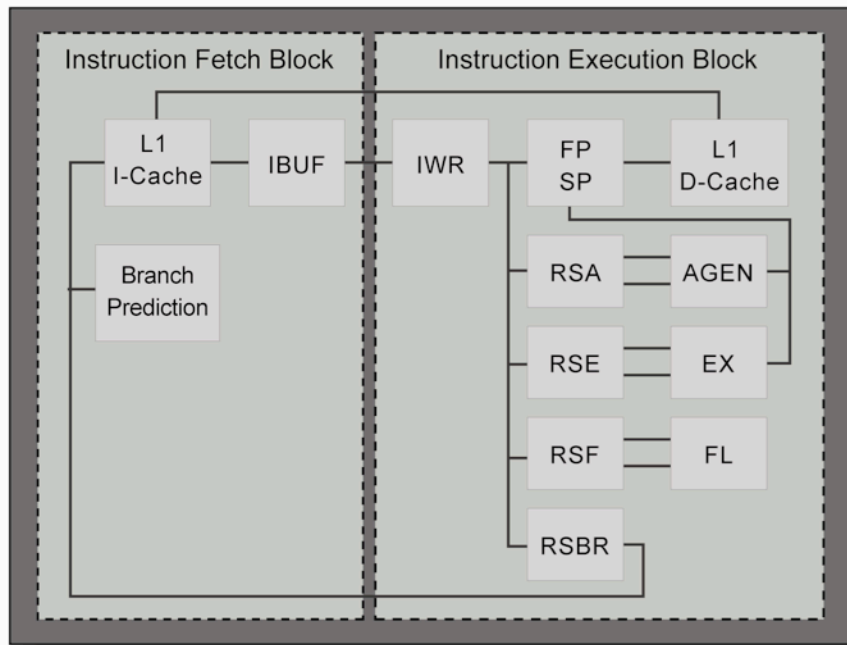 Instruction Fetch Block
Instruction Execution Block
L1
I-Cache
IBUF
IWR
FP
SP
L1
D-Cache
Branch
Prediction
RSA
AGEN
RSE
EX
RSF
FL
RSBR